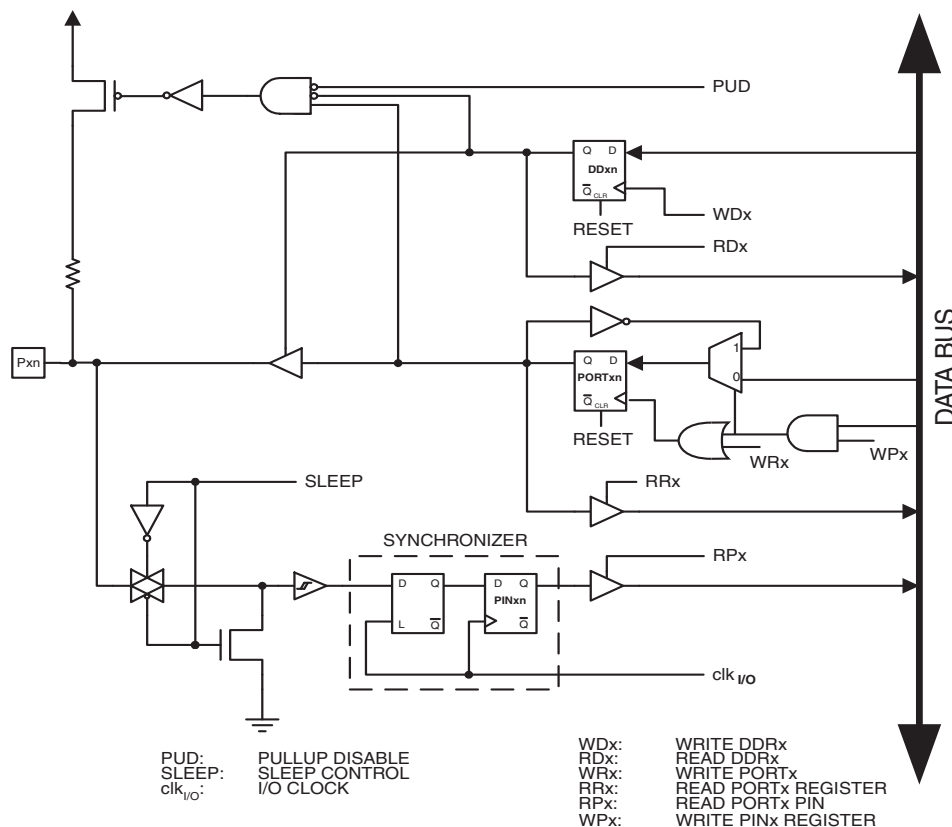 PUD
Q D
DDxn
Q CLR
WDx
RESET
RDx
1
Pxn
Q D
0
PORTxn
Q CLR
RESET
WRx
WPx
DATA BUS
SLEEP
RRx
SYNCHRONIZER
RPx
D Q
D Q
PINxn
L Q
Q
clk I/O
PUD: PULLUP DISABLE
SLEEP: SLEEP CONTROL
clkI/O: I/O CLOCK
WDx: WRITE DDRx
RDx: READ DDRx
WRx: WRITE PORTx
RRx: READ PORTx REGISTER
RPx: READ PORTx PIN
WPx: WRITE PINx REGISTER